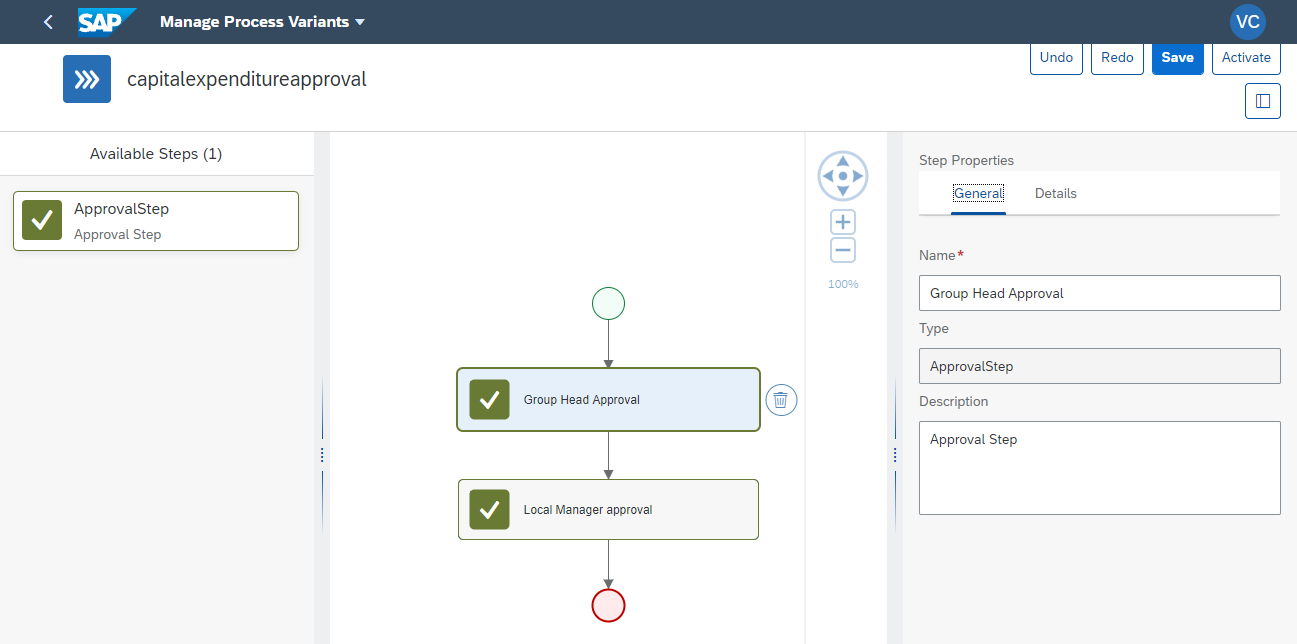 SAP Manage Process Variants VC
capitalexpenditureapproval
Undo Redo Save Activate
Available Steps (1)
ApprovalStep
Approval Step
Group Head Approval
Local Manager approval
100%
Step Properties
General Details
Name*
Group Head Approval
Type
ApprovalStep
Description
Approval Step